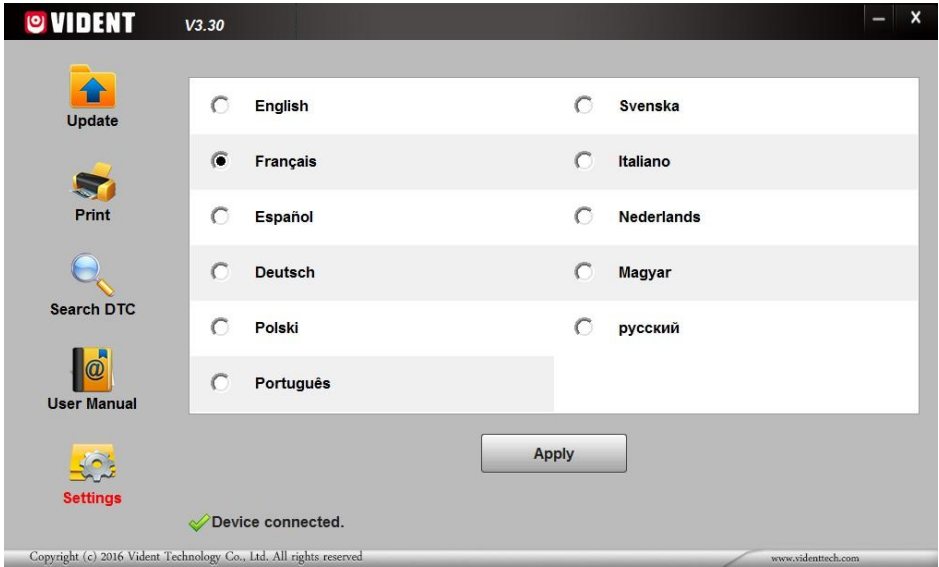 VIDENT V3.30
Update
Print
Search DTC
User Manual
Settings
English
Français
Español
Deutsch
Polski
Português
Svenska
Italiano
Nederlands
Magyar
русский
Apply
Device connected.
Copyright (c) 2016 Vident Technology Co., Ltd. All rights reserved
www.videnttech.com